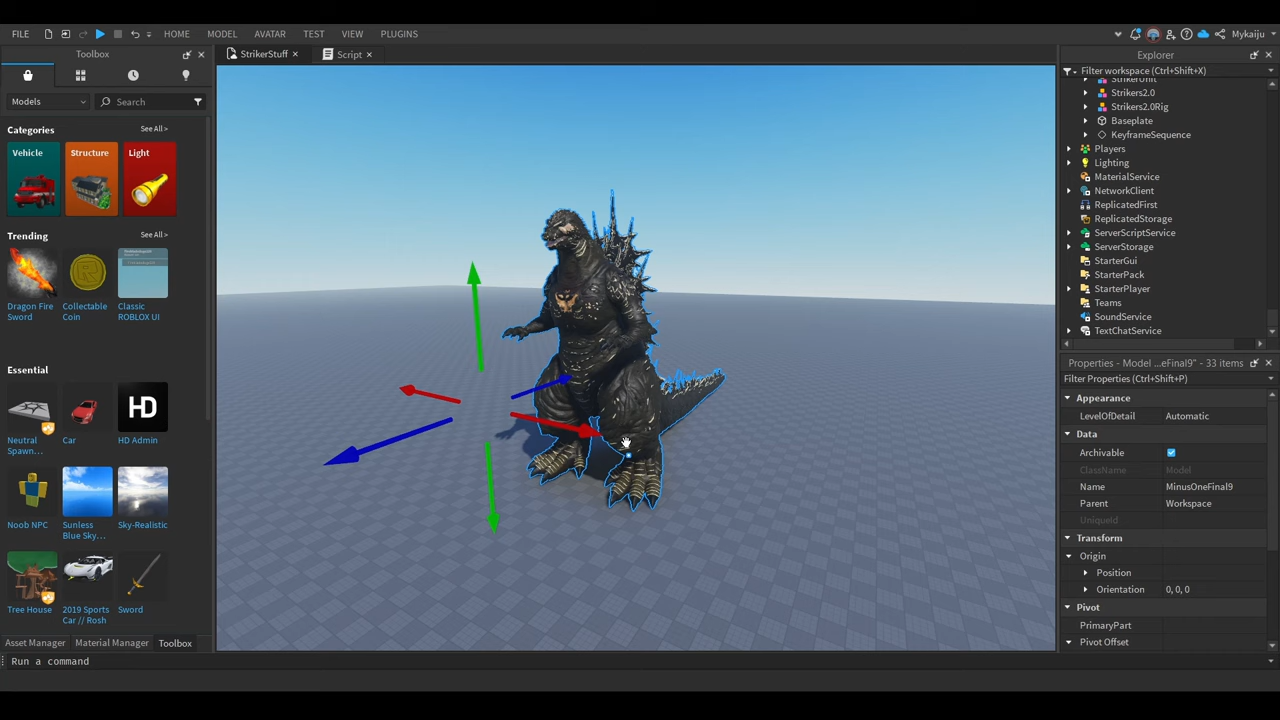 FILE HOME MODEL AVATAR TEST VIEW PLUGINS Mykaiju
Toolbox
Models Search
Categories See All >
Vehicle Structure Light
Trending See All >
Dragon Fire Sword
Collectable Coin
Classic ROBLOX UI
Essential See All >
HD
Neutral Spawn...
Car
HD Admin
Noob NPC
Sunless Blue Sky...
Sky-Realistic
Tree House
2019 Sports Car // Rosh
Sword
Asset Manager Material Manager Toolbox
Run a command
StrikerStuff Script
Explorer
Filter workspace (Ctrl+Shift+X)
StrikerUnit
Strikers2.0
Strikers2.0Rig
Baseplate
KeyframeSequence
Players
Lighting
MaterialService
NetworkClient
ReplicatedFirst
ReplicatedStorage
ServerScriptService
ServerStorage
StarterGui
StarterPack
StarterPlayer
Teams
SoundService
TextChatService
Properties - Model ...eFinal9" - 33 items
Filter Properties (Ctrl+Shift+P)
Appearance
LevelOfDetail Automatic
Data
Archivable
ClassName Model
Name MinusOneFinal9
Parent Workspace
UniqueId
Transform
Origin
Position
Orientation 0, 0, 0
Pivot
PrimaryPart
Pivot Offset